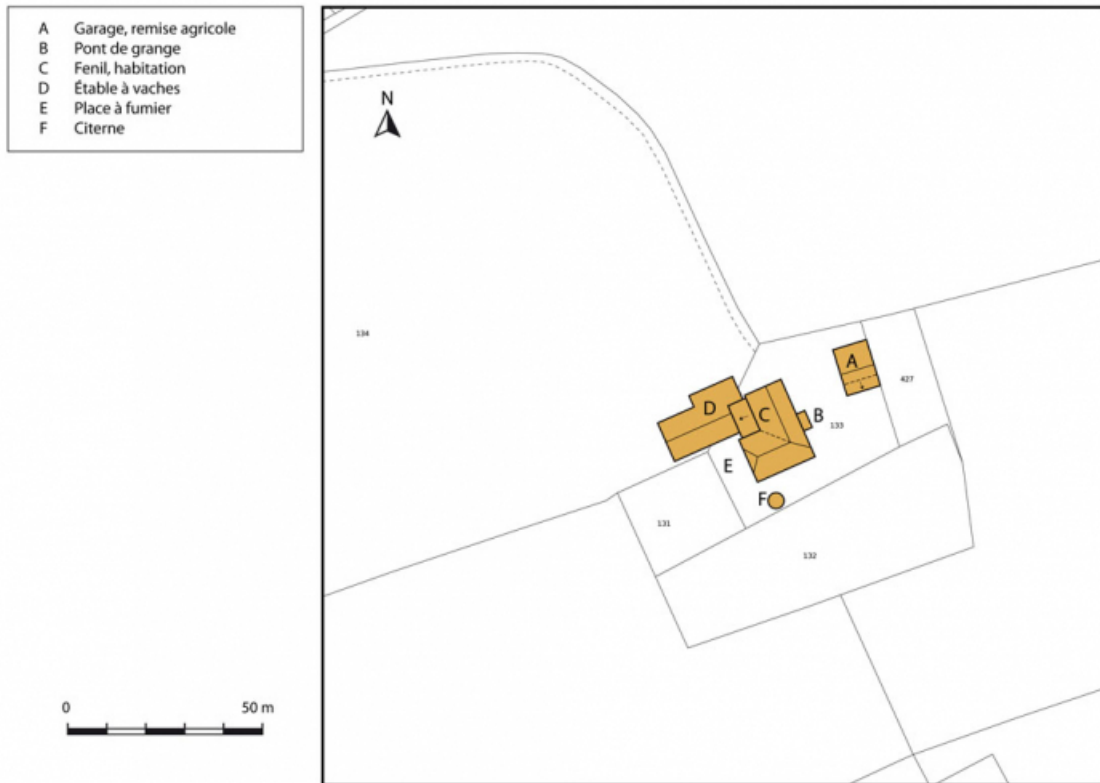 A Garage, remise agricole
B Pont de grange
C Fenil, habitation
D Étable à vaches
E Place à fumier
F Citerne
N
134
A
427
D
C
B
133
E
F
131
132
0 50 m